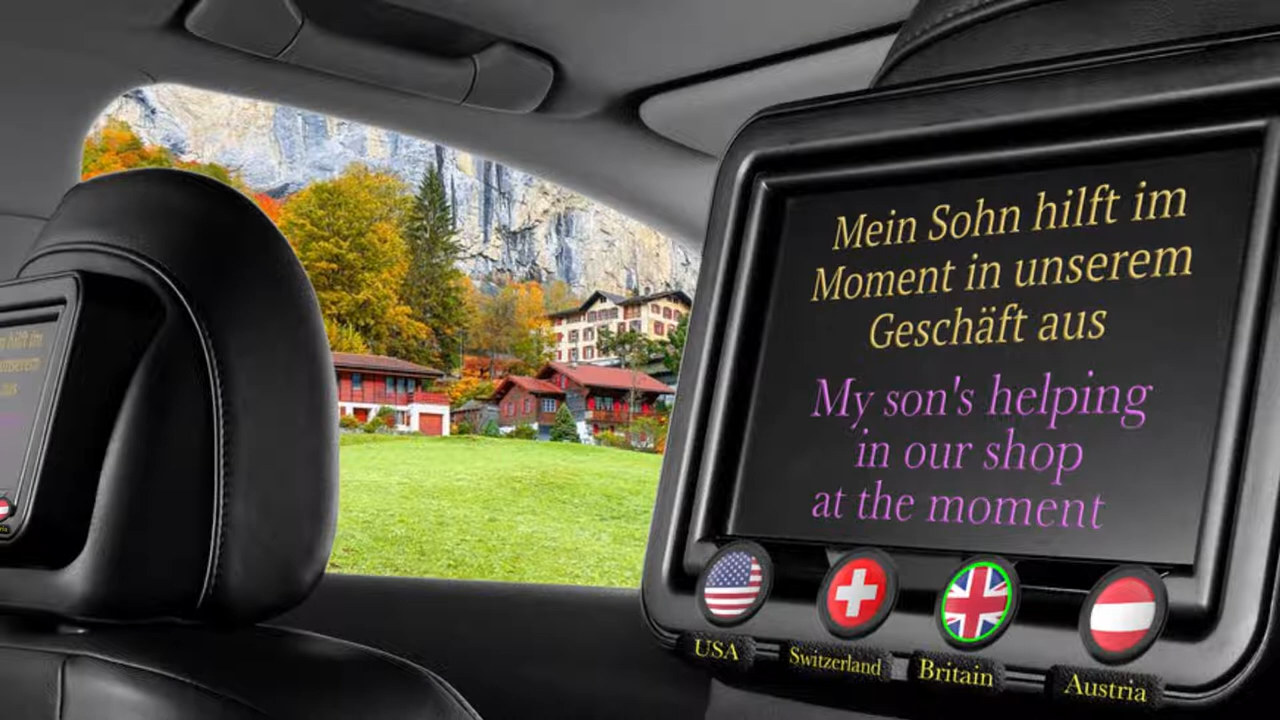 Mein Sohn hilft im
Moment in unserem
Geschäft aus
My son's helping
in our shop
at the moment
USA
Switzerland
Britain
Austria